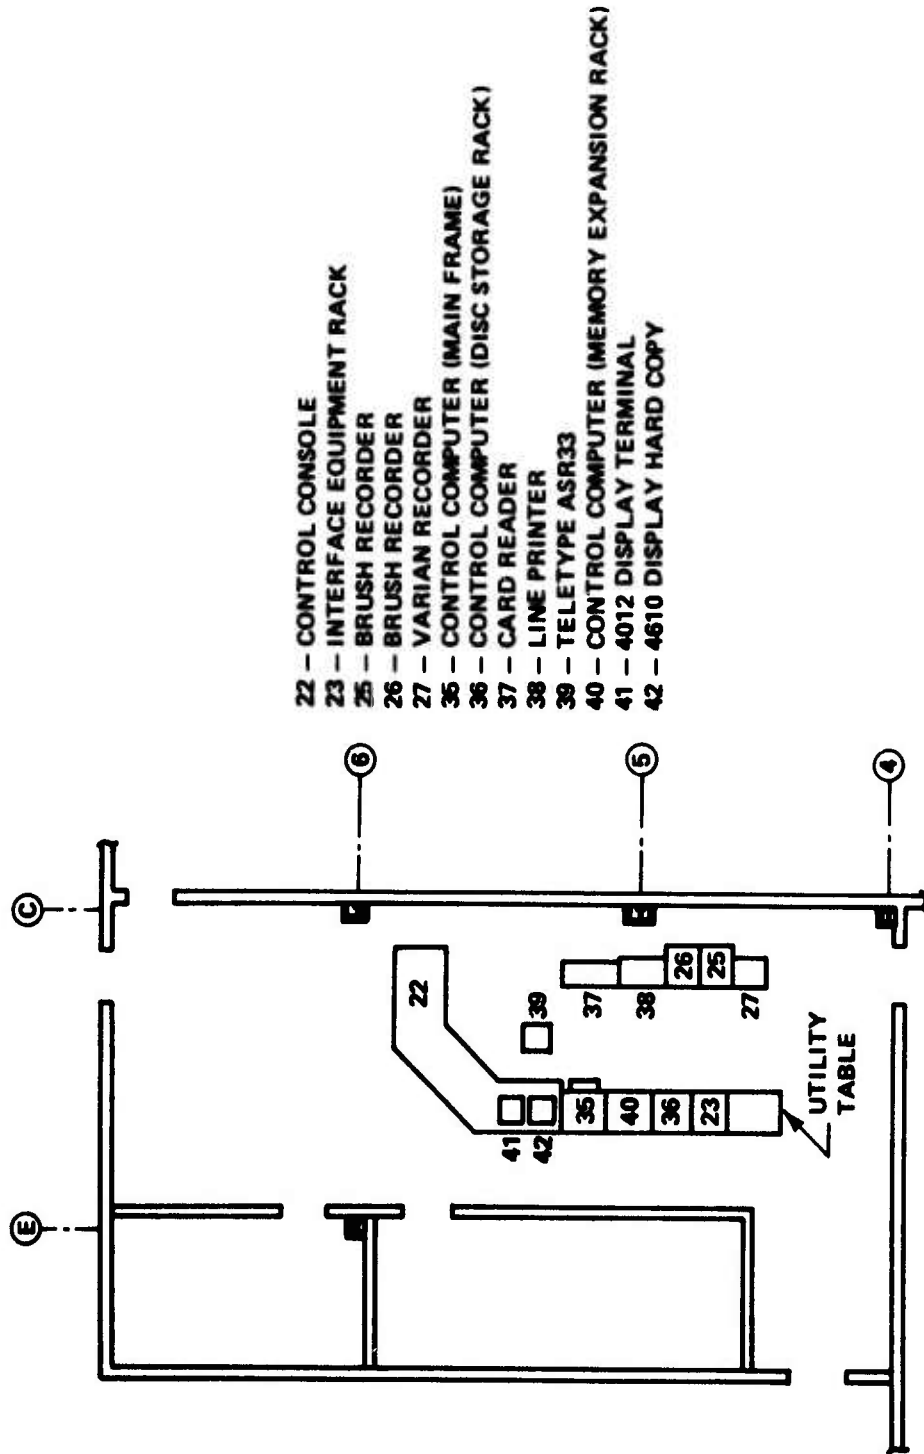 22 – CONTROL CONSOLE
23 – INTERFACE EQUIPMENT RACK
25 – BRUSH RECORDER
26 – BRUSH RECORDER
27 – VARIAN RECORDER
35 – CONTROL COMPUTER (MAIN FRAME)
36 – CONTROL COMPUTER (DISC STORAGE RACK)
37 – CARD READER
38 – LINE PRINTER
39 – TELETYPE ASR33
40 – CONTROL COMPUTER (MEMORY EXPANSION RACK)
41 – 4012 DISPLAY TERMINAL
42 – 4610 DISPLAY HARD COPY
6
5
4
C
E
22
39
37
38
26
25
27
41
42
35
40
36
23
UTILITY
TABLE